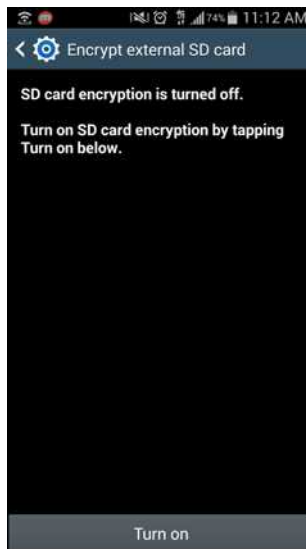 74% 11:12 AM
Encrypt external SD card
SD card encryption is turned off.
Turn on SD card encryption by tapping
Turn on below.
Turn on